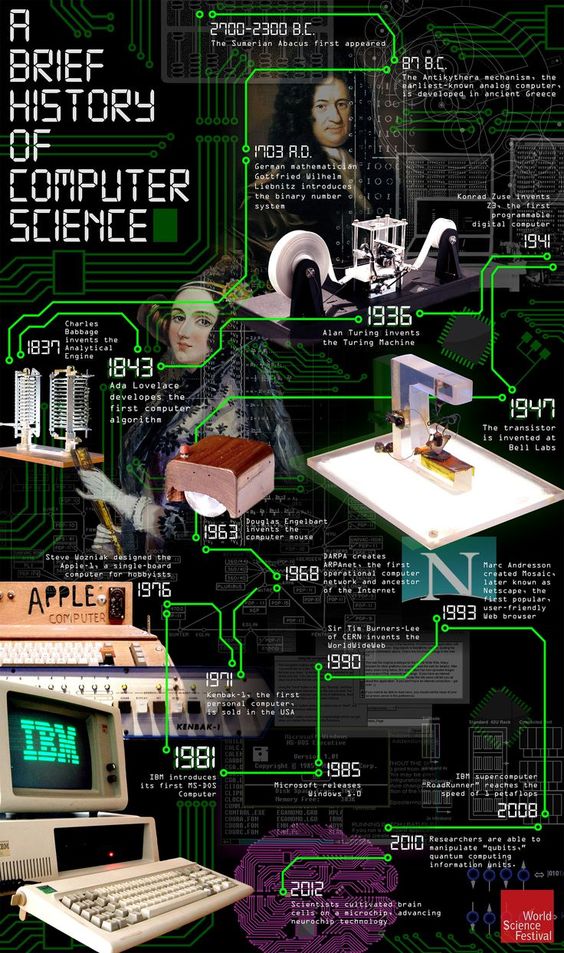 A
BRIEF
HISTORY
OF
COMPUTER
SCIENCE
2700-2300 B.C.
The Sumerian Abacus first appeared
87 B.C.
The Antikythera mechanism, the
earliest-known analog computer,
is developed in ancient Greece
1703 A.D.
German mathematician
Gottfried Wilhelm
Liebnitz introduces
the binary number
system
1837
Charles
Babbage
invents the
Analytical
Engine
1843
Ada Lovelace
developes the
first computer
algorithm
1936
Alan Turing invents
the Turing Machine
Konrad Zuse invents
Z3, the first
programmable
digital computer
1941
1947
The transistor
is invented at
Bell Labs
1963
Douglas Engelbart
invents the
computer mouse
1968
DARPA creates
ARPAnet, the first
operational computer
network and ancestor
of the Internet
1971
Kenbak-1, the first
personal computer,
is sold in the USA
KENBAK-1
Steve Wozniak designed the
Apple-1, a single-board
computer for hobbyists
1976
APPLE
COMPUTER
1981
IBM introduces
its first MS-DOS
Computer
IBM
1985
Microsoft releases
Windows 1.0
Microsoft Windows
MS-DOS Executive
Version 1.01
Sir Tim Burners-Lee
of CERN invents the
WorldWideWeb
1990
N
Marc Andresson
created Mosaic,
later known as
Netscape, the
first popular,
user-friendly
Web browser
1993
IBM supercomputer
"RoadRunner" reaches the
speed of 1 petaflops
2008
2010
Researchers are able to
manipulate "qubits,"
quantum computing
information units.
2012
Scientists cultivated brain
cells on a microchip, advancing
neurochip technology
World
Science
Festival